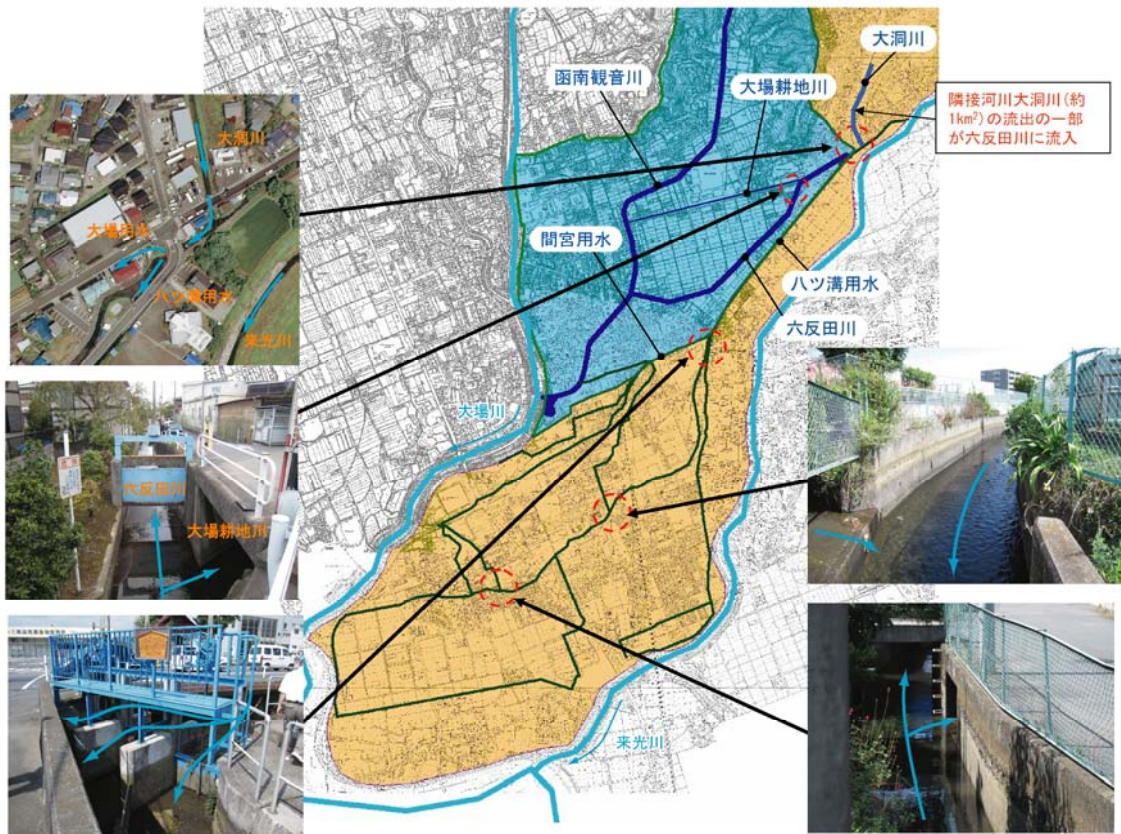 大洞川
函南観音川
大場耕地川
隣接河川大洞川(約
1km²)の流出の一部
が六反田川に流入
大洞川
大場用水
八ツ溝用水
来光川
間宮用水
八ツ溝用水
六反田川
大場川
六反田川
大場耕地川
来光川